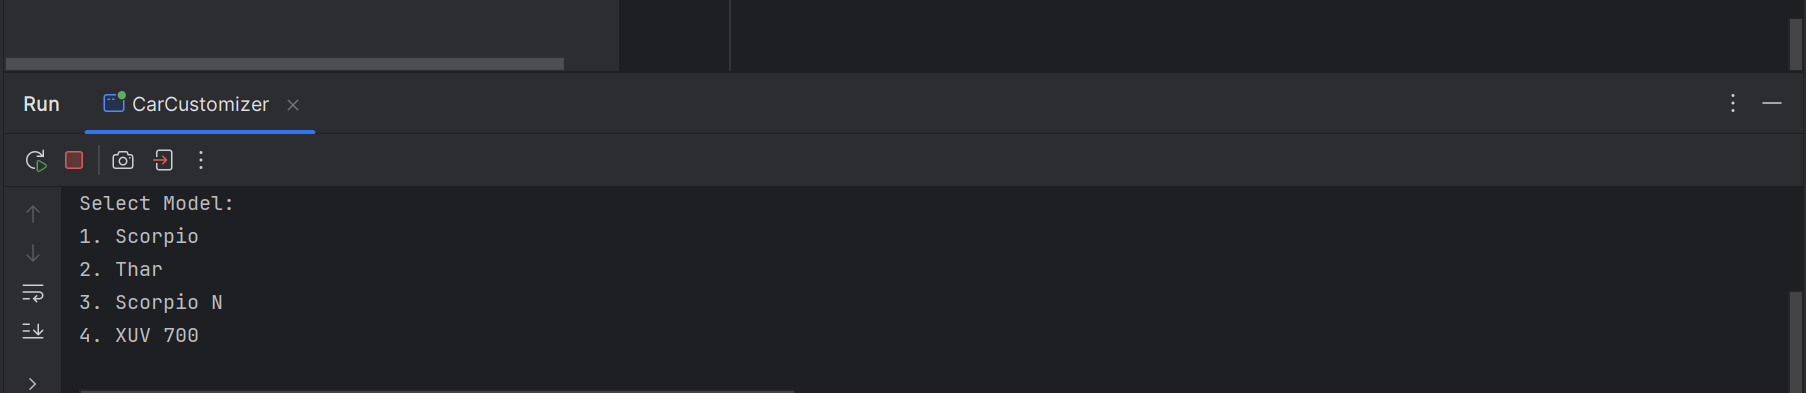 Run CarCustomizer
Select Model:
1. Scorpio
2. Thar
3. Scorpio N
4. XUV 700